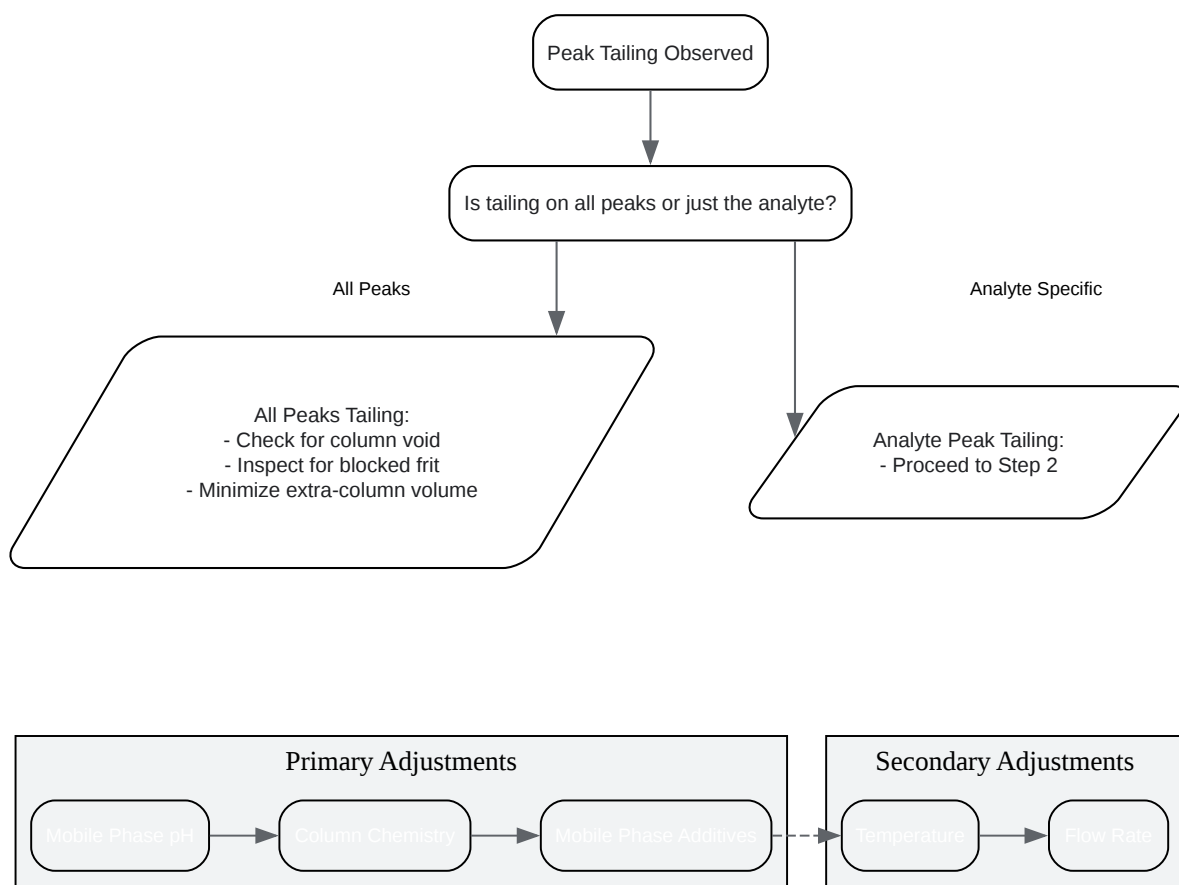 Peak Tailing Observed
Is tailing on all peaks or just the analyte?
All Peaks
Analyte Specific
All Peaks Tailing:
- Check for column void
- Inspect for blocked frit
- Minimize extra-column volume
Analyte Peak Tailing:
- Proceed to Step 2
Primary Adjustments
Mobile Phase pH
Column Chemistry
Mobile Phase Additives
Secondary Adjustments
Temperature
Flow Rate